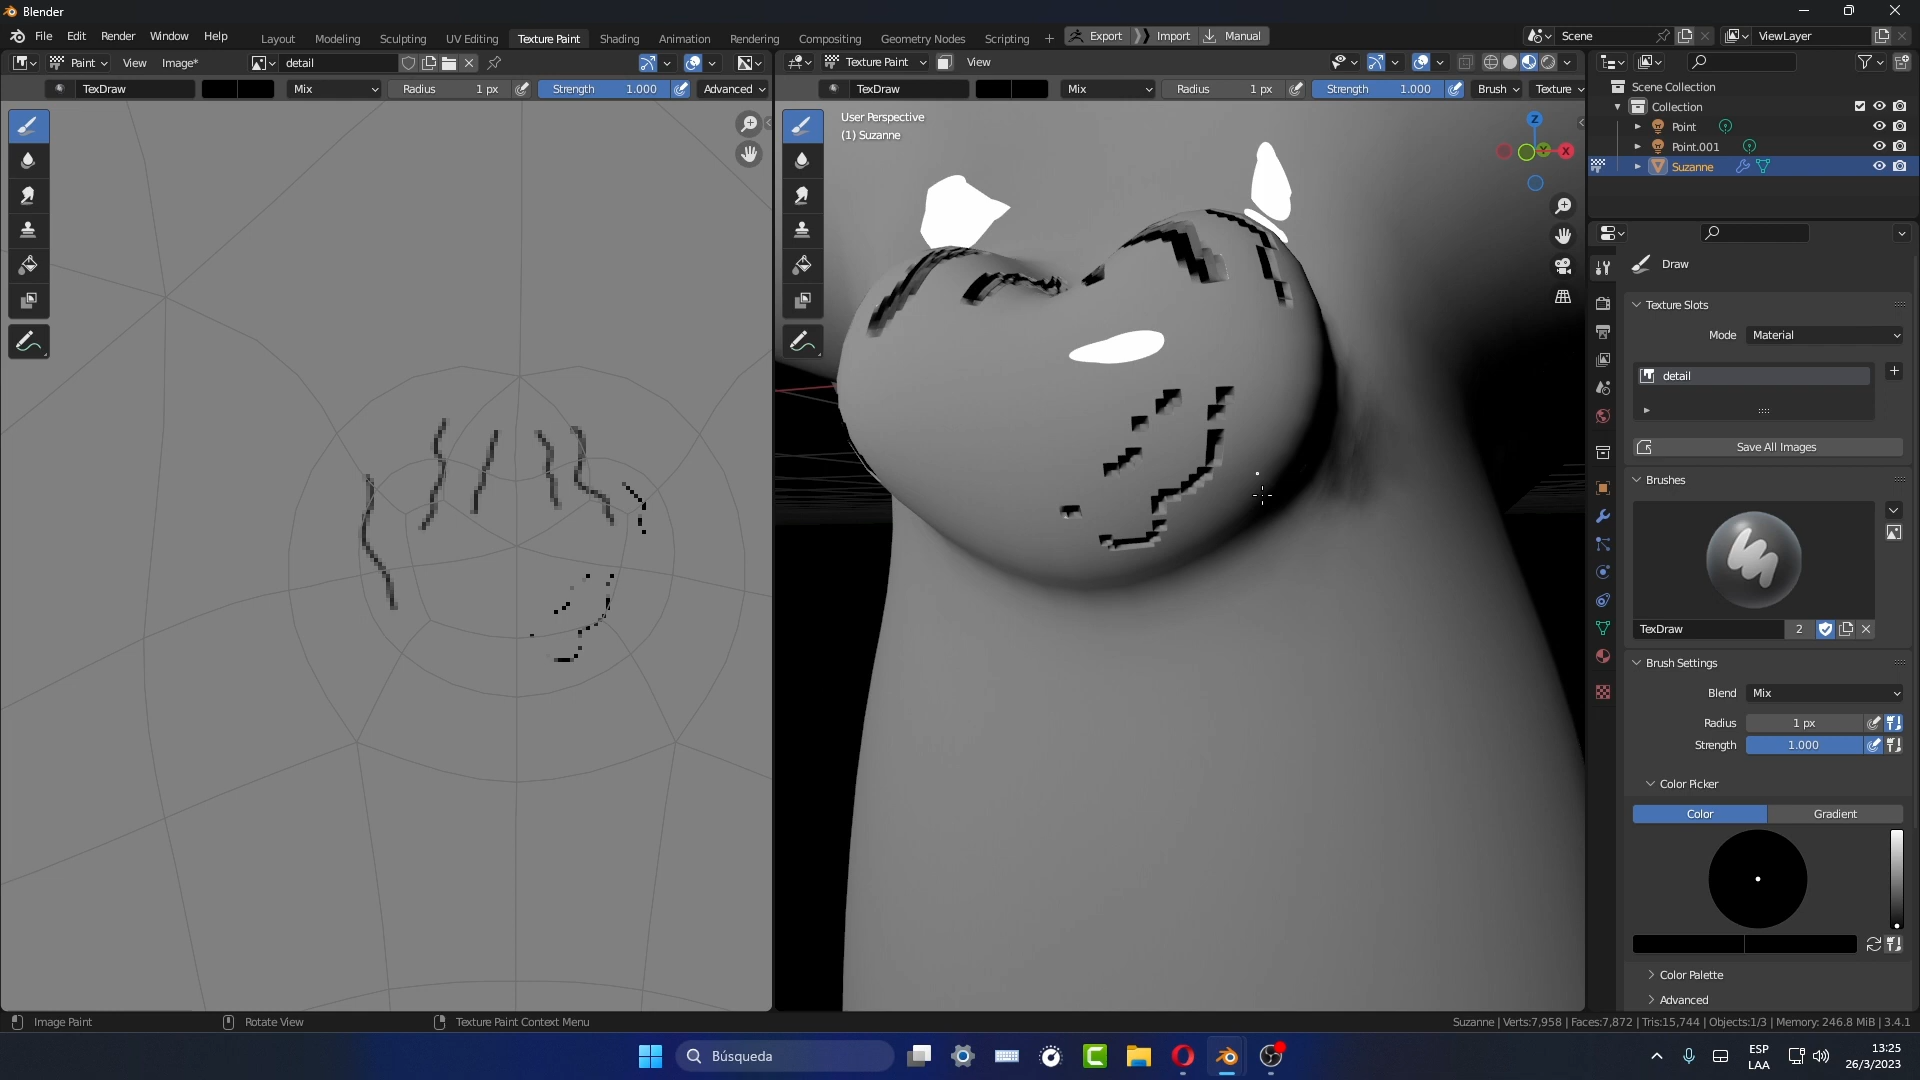 Blender
File Edit Render Window Help
Layout Modeling Sculpting UV Editing Texture Paint Shading Animation Rendering Compositing Geometry Nodes Scripting + Export Import Manual Scene ViewLayer
Paint View Image* detail
Texture Paint View
TexDraw Mix Radius 1 px Strength 1.000 Advanced
TexDraw Mix Radius 1 px Strength 1.000 Brush Texture
User Perspective
(1) Suzanne
Z
Y
X
Scene Collection
Collection
Point
Point.001
Suzanne
Draw
Texture Slots
Mode Material
detail
Save All Images
Brushes
TexDraw 2
Brush Settings
Blend Mix
Radius 1 px
Strength 1.000
Color Picker
Color Gradient
Color Palette
Advanced
Image Paint Rotate View Texture Paint Context Menu
Suzanne | Verts:7,958 | Faces:7,872 | Tris:15,744 | Objects:1/3 | Memory: 246.8 MiB | 3.4.1
Búsqueda
ESP
LAA
13:25
26/3/2023